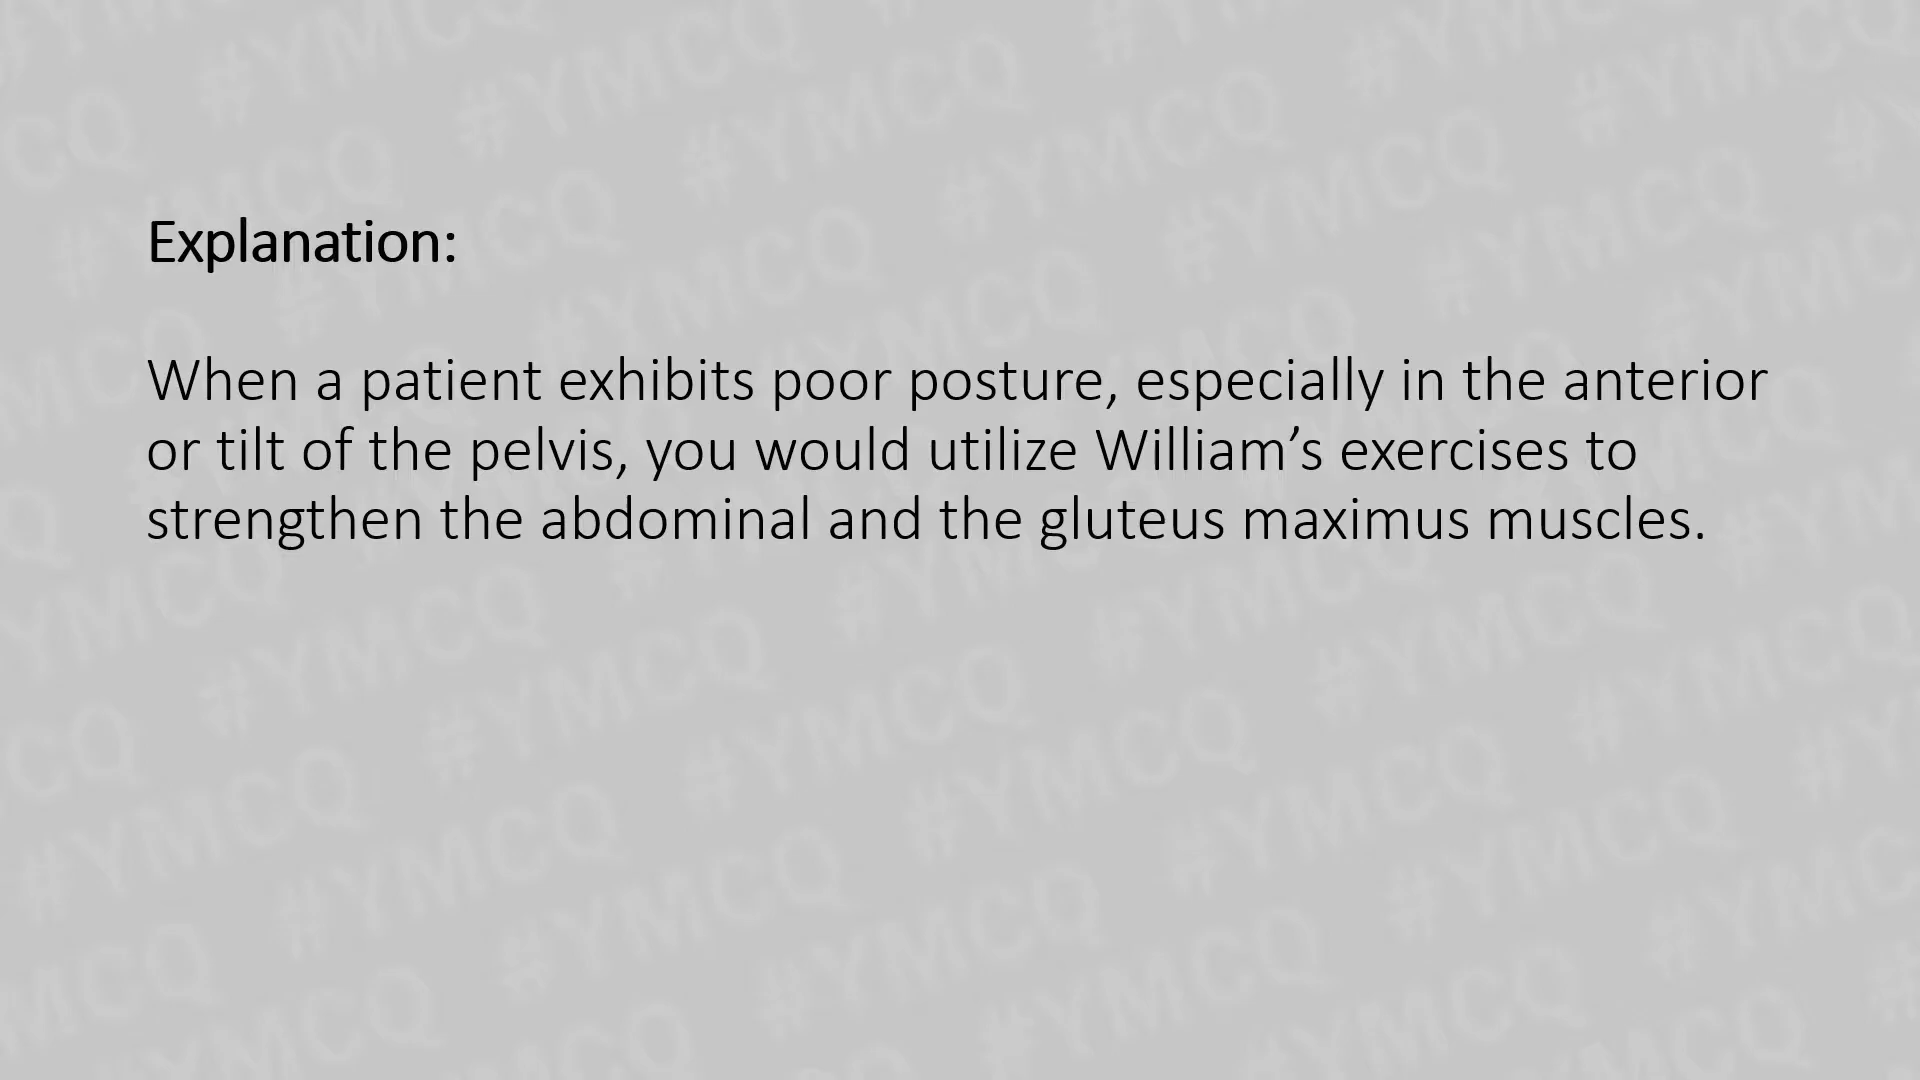 Explanation:
When a patient exhibits poor posture, especially in the anterior
or tilt of the pelvis, you would utilize William’s exercises to
strengthen the abdominal and the gluteus maximus muscles.
#YMCQ